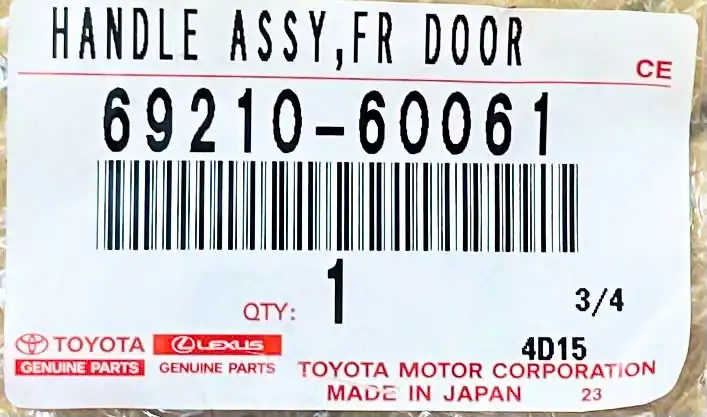 HANDLE ASSY,FR DOOR
CE
69210-60061
QTY: 1
3/4
TOYOTA LEXUS 4D15
GENUINE PARTS GENUINE PARTS TOYOTA MOTOR CORPORATION
MADE IN JAPAN 23